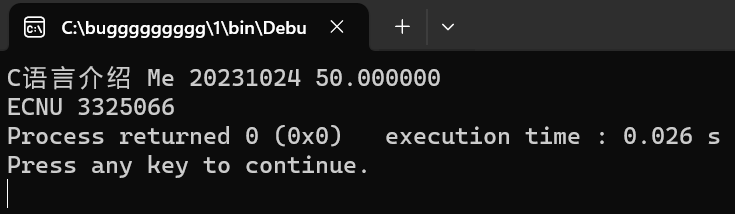 C:\buggggggggg\1\bin\Debu
C语言介绍 Me 20231024 50.000000
ECNU 3325066
Process returned 0 (0x0)   execution time : 0.026 s
Press any key to continue.